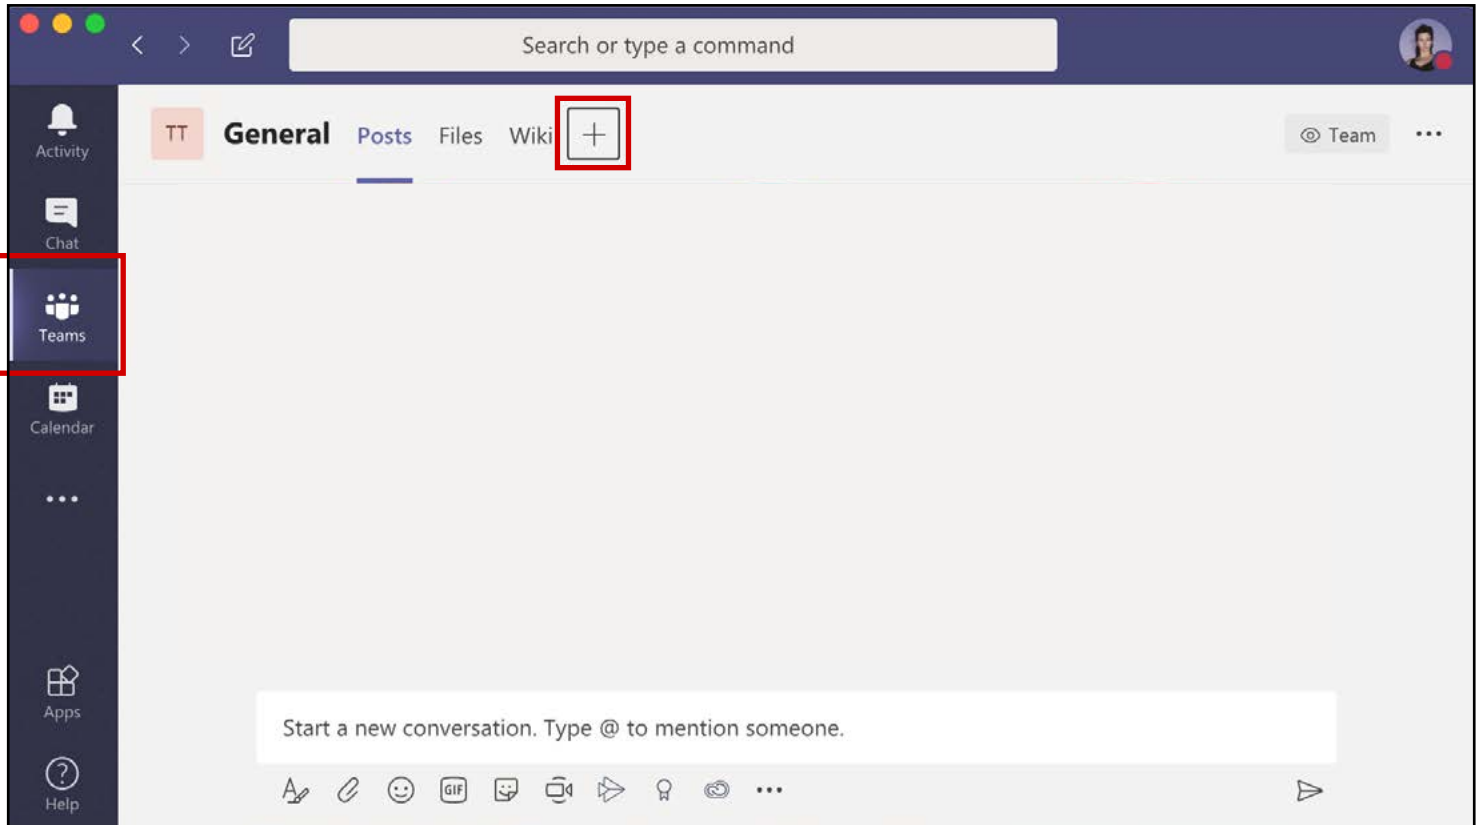 Search or type a command
Activity
TT General Posts Files Wiki
Team
Chat
Teams
Calendar
Apps
Start a new conversation. Type @ to mention someone.
GIF
Help